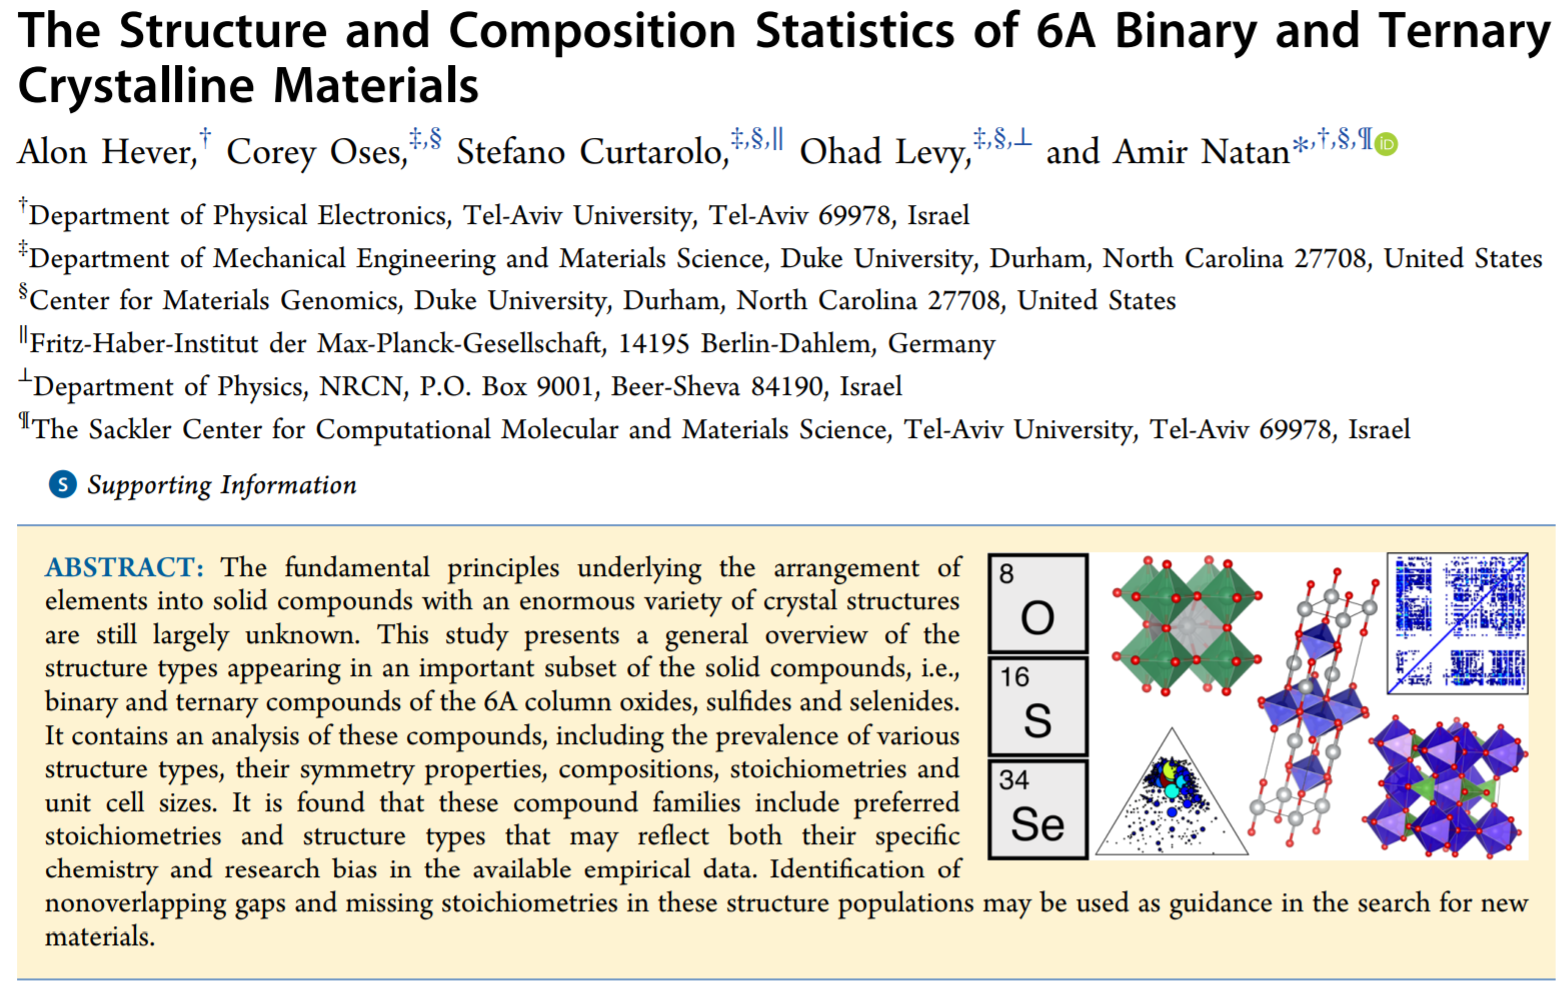 The Structure and Composition Statistics of 6A Binary and Ternary
Crystalline Materials
Alon Hever,† Corey Oses,‡,§ Stefano Curtarolo,‡,§,∥ Ohad Levy,‡,§,⊥ and Amir Natan*,†,§,¶ iD
†Department of Physical Electronics, Tel-Aviv University, Tel-Aviv 69978, Israel
‡Department of Mechanical Engineering and Materials Science, Duke University, Durham, North Carolina 27708, United States
§Center for Materials Genomics, Duke University, Durham, North Carolina 27708, United States
∥Fritz-Haber-Institut der Max-Planck-Gesellschaft, 14195 Berlin-Dahlem, Germany
⊥Department of Physics, NRCN, P.O. Box 9001, Beer-Sheva 84190, Israel
¶The Sackler Center for Computational Molecular and Materials Science, Tel-Aviv University, Tel-Aviv 69978, Israel
S Supporting Information
ABSTRACT: The fundamental principles underlying the arrangement of
elements into solid compounds with an enormous variety of crystal structures
are still largely unknown. This study presents a general overview of the
structure types appearing in an important subset of the solid compounds, i.e.,
binary and ternary compounds of the 6A column oxides, sulfides and selenides.
It contains an analysis of these compounds, including the prevalence of various
structure types, their symmetry properties, compositions, stoichiometries and
unit cell sizes. It is found that these compound families include preferred
stoichiometries and structure types that may reflect both their specific
chemistry and research bias in the available empirical data. Identification of
nonoverlapping gaps and missing stoichiometries in these structure populations may be used as guidance in the search for new
materials.
8
O
16
S
34
Se